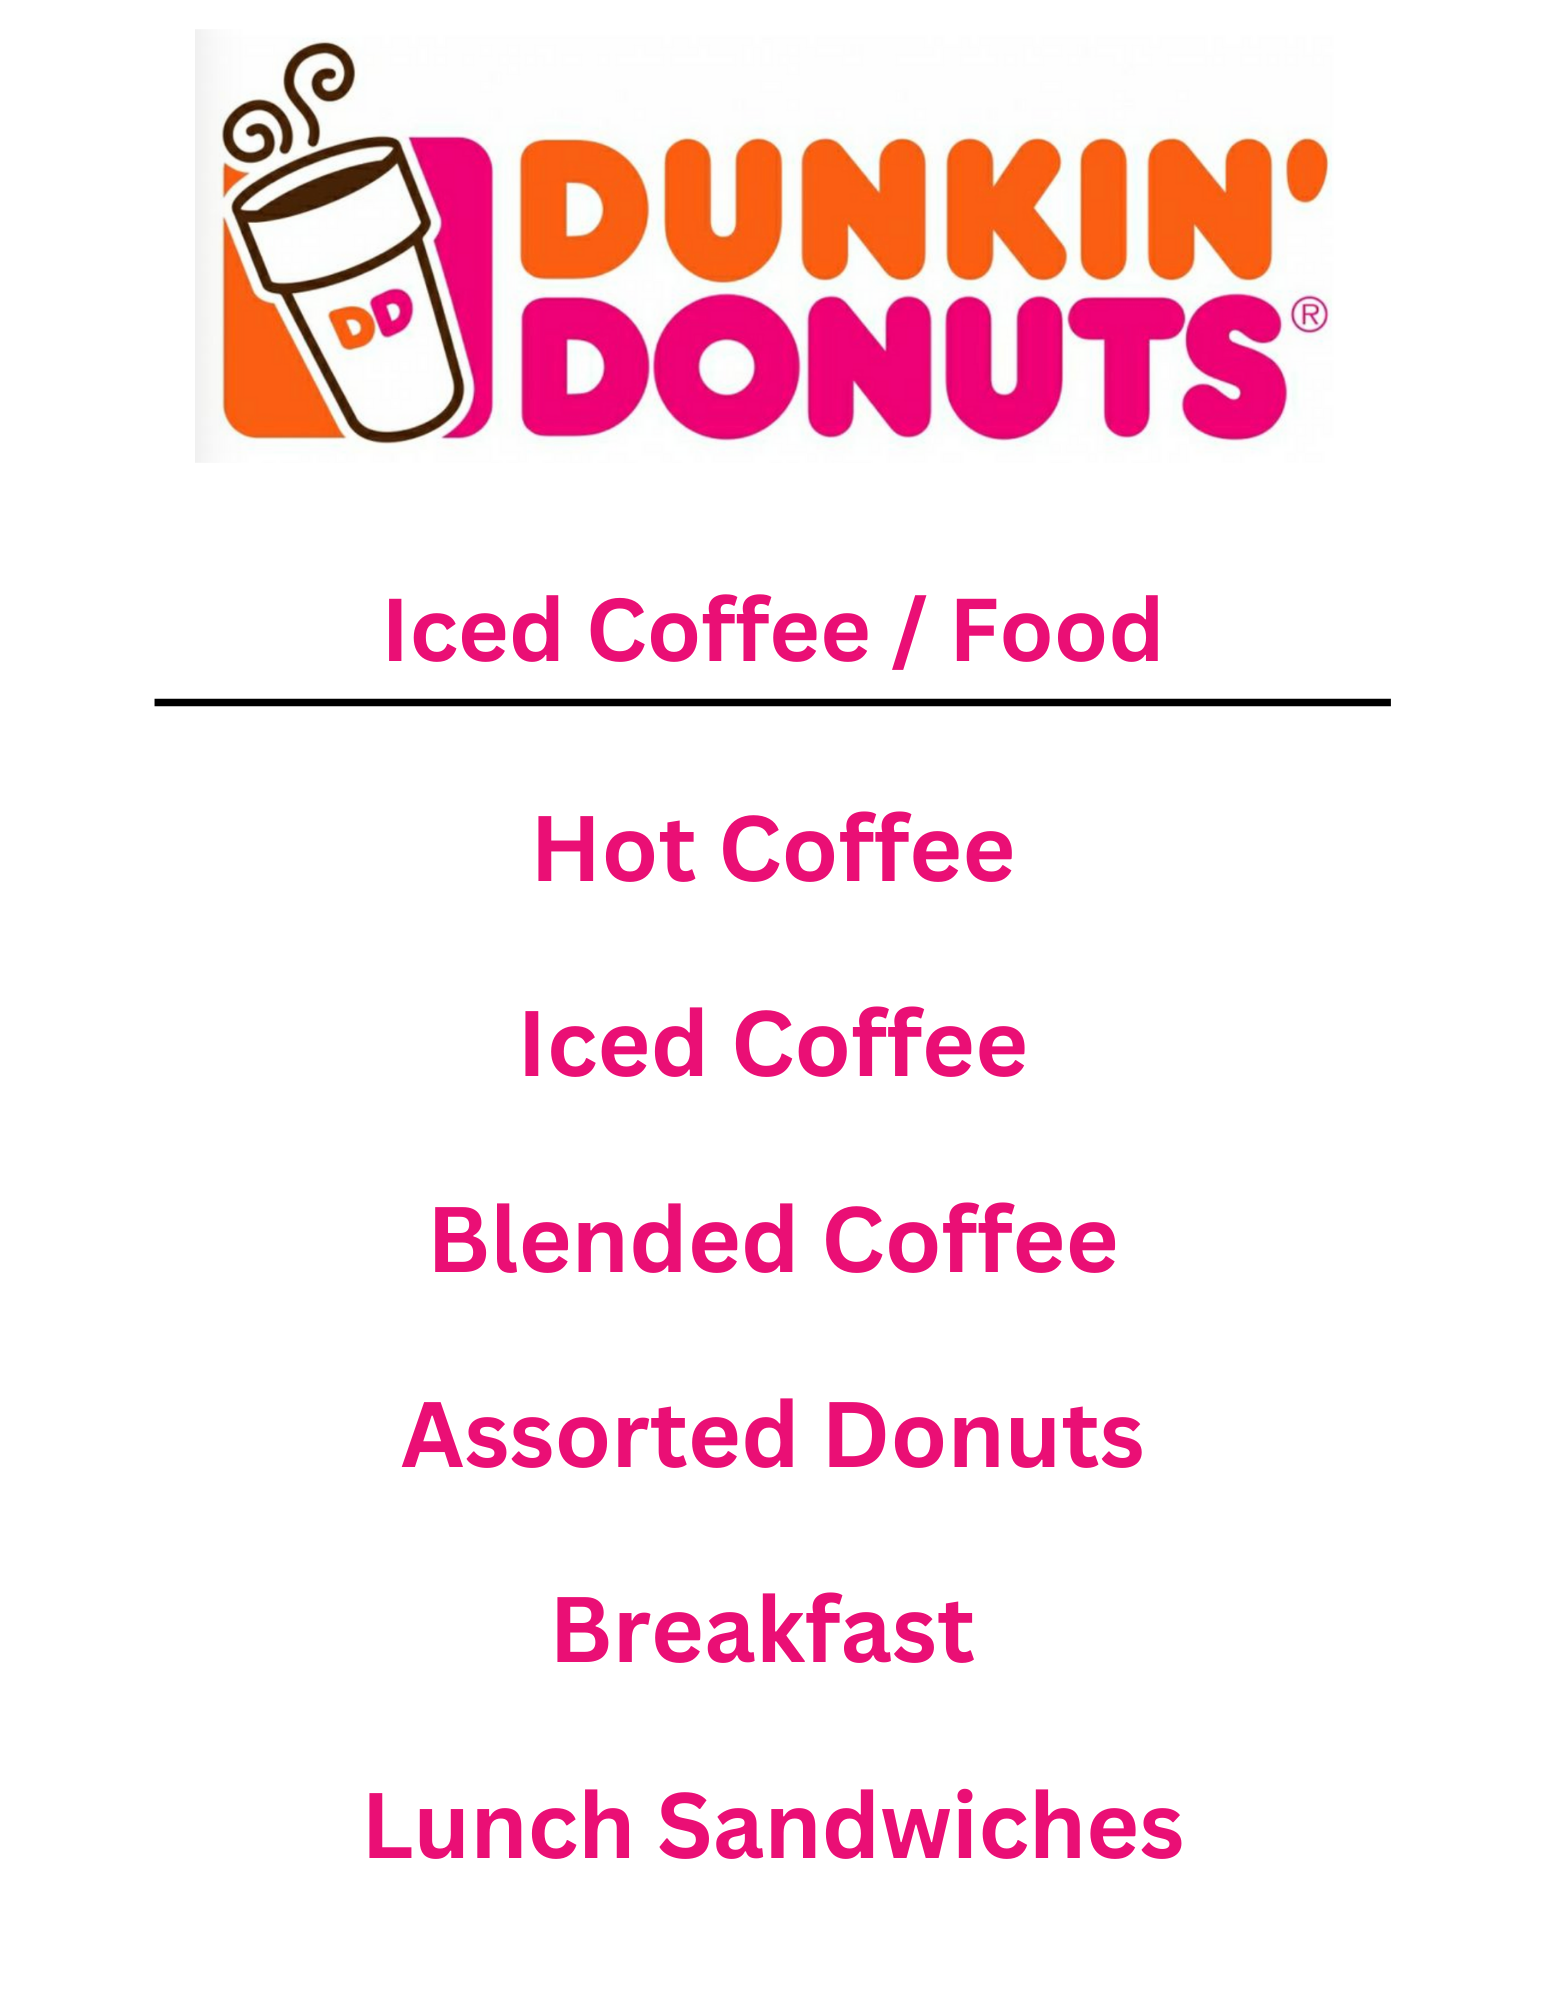 DD
DUNKIN'
DONUTS®
Iced Coffee / Food
Hot Coffee
Iced Coffee
Blended Coffee
Assorted Donuts
Breakfast
Lunch Sandwiches